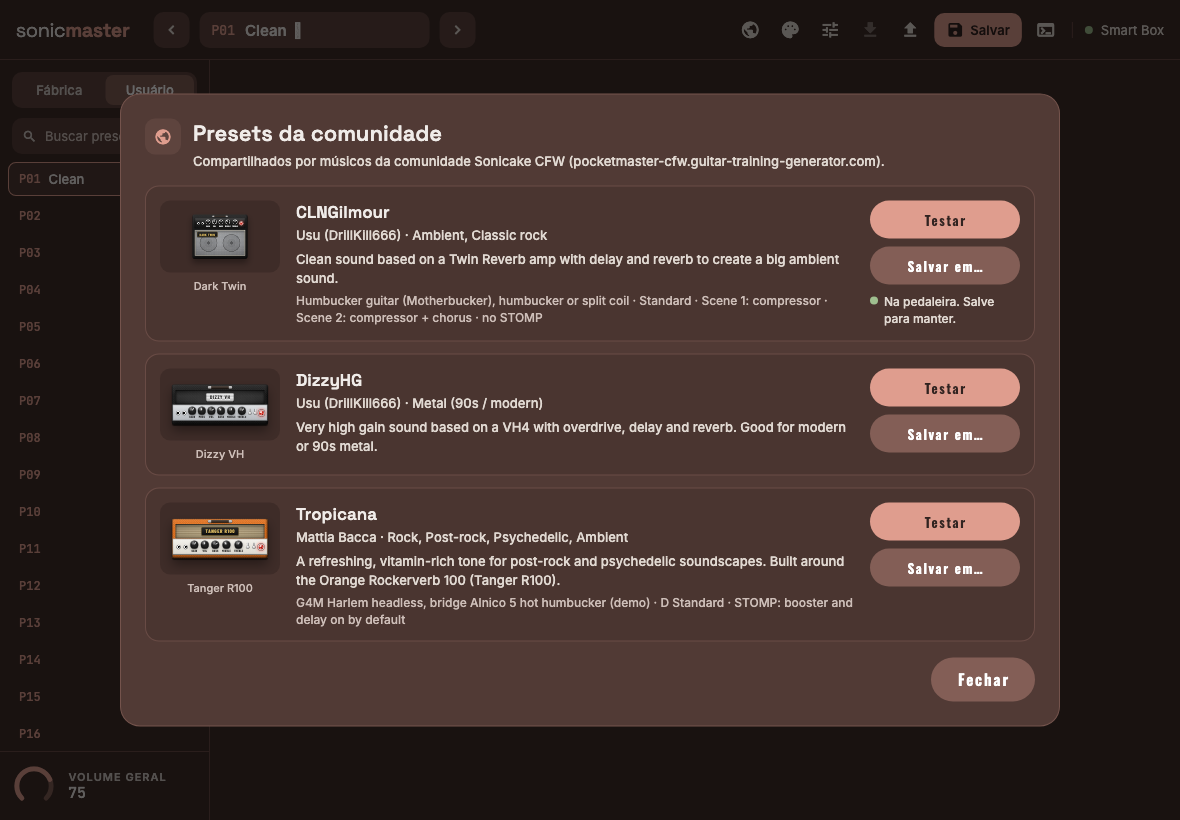 sonicmaster
P01 Clean
Salvar
Smart Box
Fábrica
Usuário
Buscar prese
P01 Clean
P02
P03
P04
P05
P06
P07
P08
P09
P10
P11
P12
P13
P14
P15
P16
VOLUME GERAL
75
Presets da comunidade
Compartilhados por músicos da comunidade Sonicake CFW (pocketmaster-cfw.guitar-training-generator.com).
Dark Twin
CLNGilmour
Usu (DrillKill666) · Ambient, Classic rock
Clean sound based on a Twin Reverb amp with delay and reverb to create a big ambient
sound.
Humbucker guitar (Motherbucker), humbucker or split coil · Standard · Scene 1: compressor ·
Scene 2: compressor + chorus · no STOMP
Testar
Salvar em…
Na pedaleira. Salve
para manter.
DIZZY VH
Dizzy VH
DizzyHG
Usu (DrillKill666) · Metal (90s / modern)
Very high gain sound based on a VH4 with overdrive, delay and reverb. Good for modern
or 90s metal.
Testar
Salvar em…
TANGER R100
Tanger R100
Tropicana
Mattia Bacca · Rock, Post-rock, Psychedelic, Ambient
A refreshing, vitamin-rich tone for post-rock and psychedelic soundscapes. Built around
the Orange Rockerverb 100 (Tanger R100).
G4M Harlem headless, bridge Alnico 5 hot humbucker (demo) · D Standard · STOMP: booster and
delay on by default
Testar
Salvar em…
Fechar